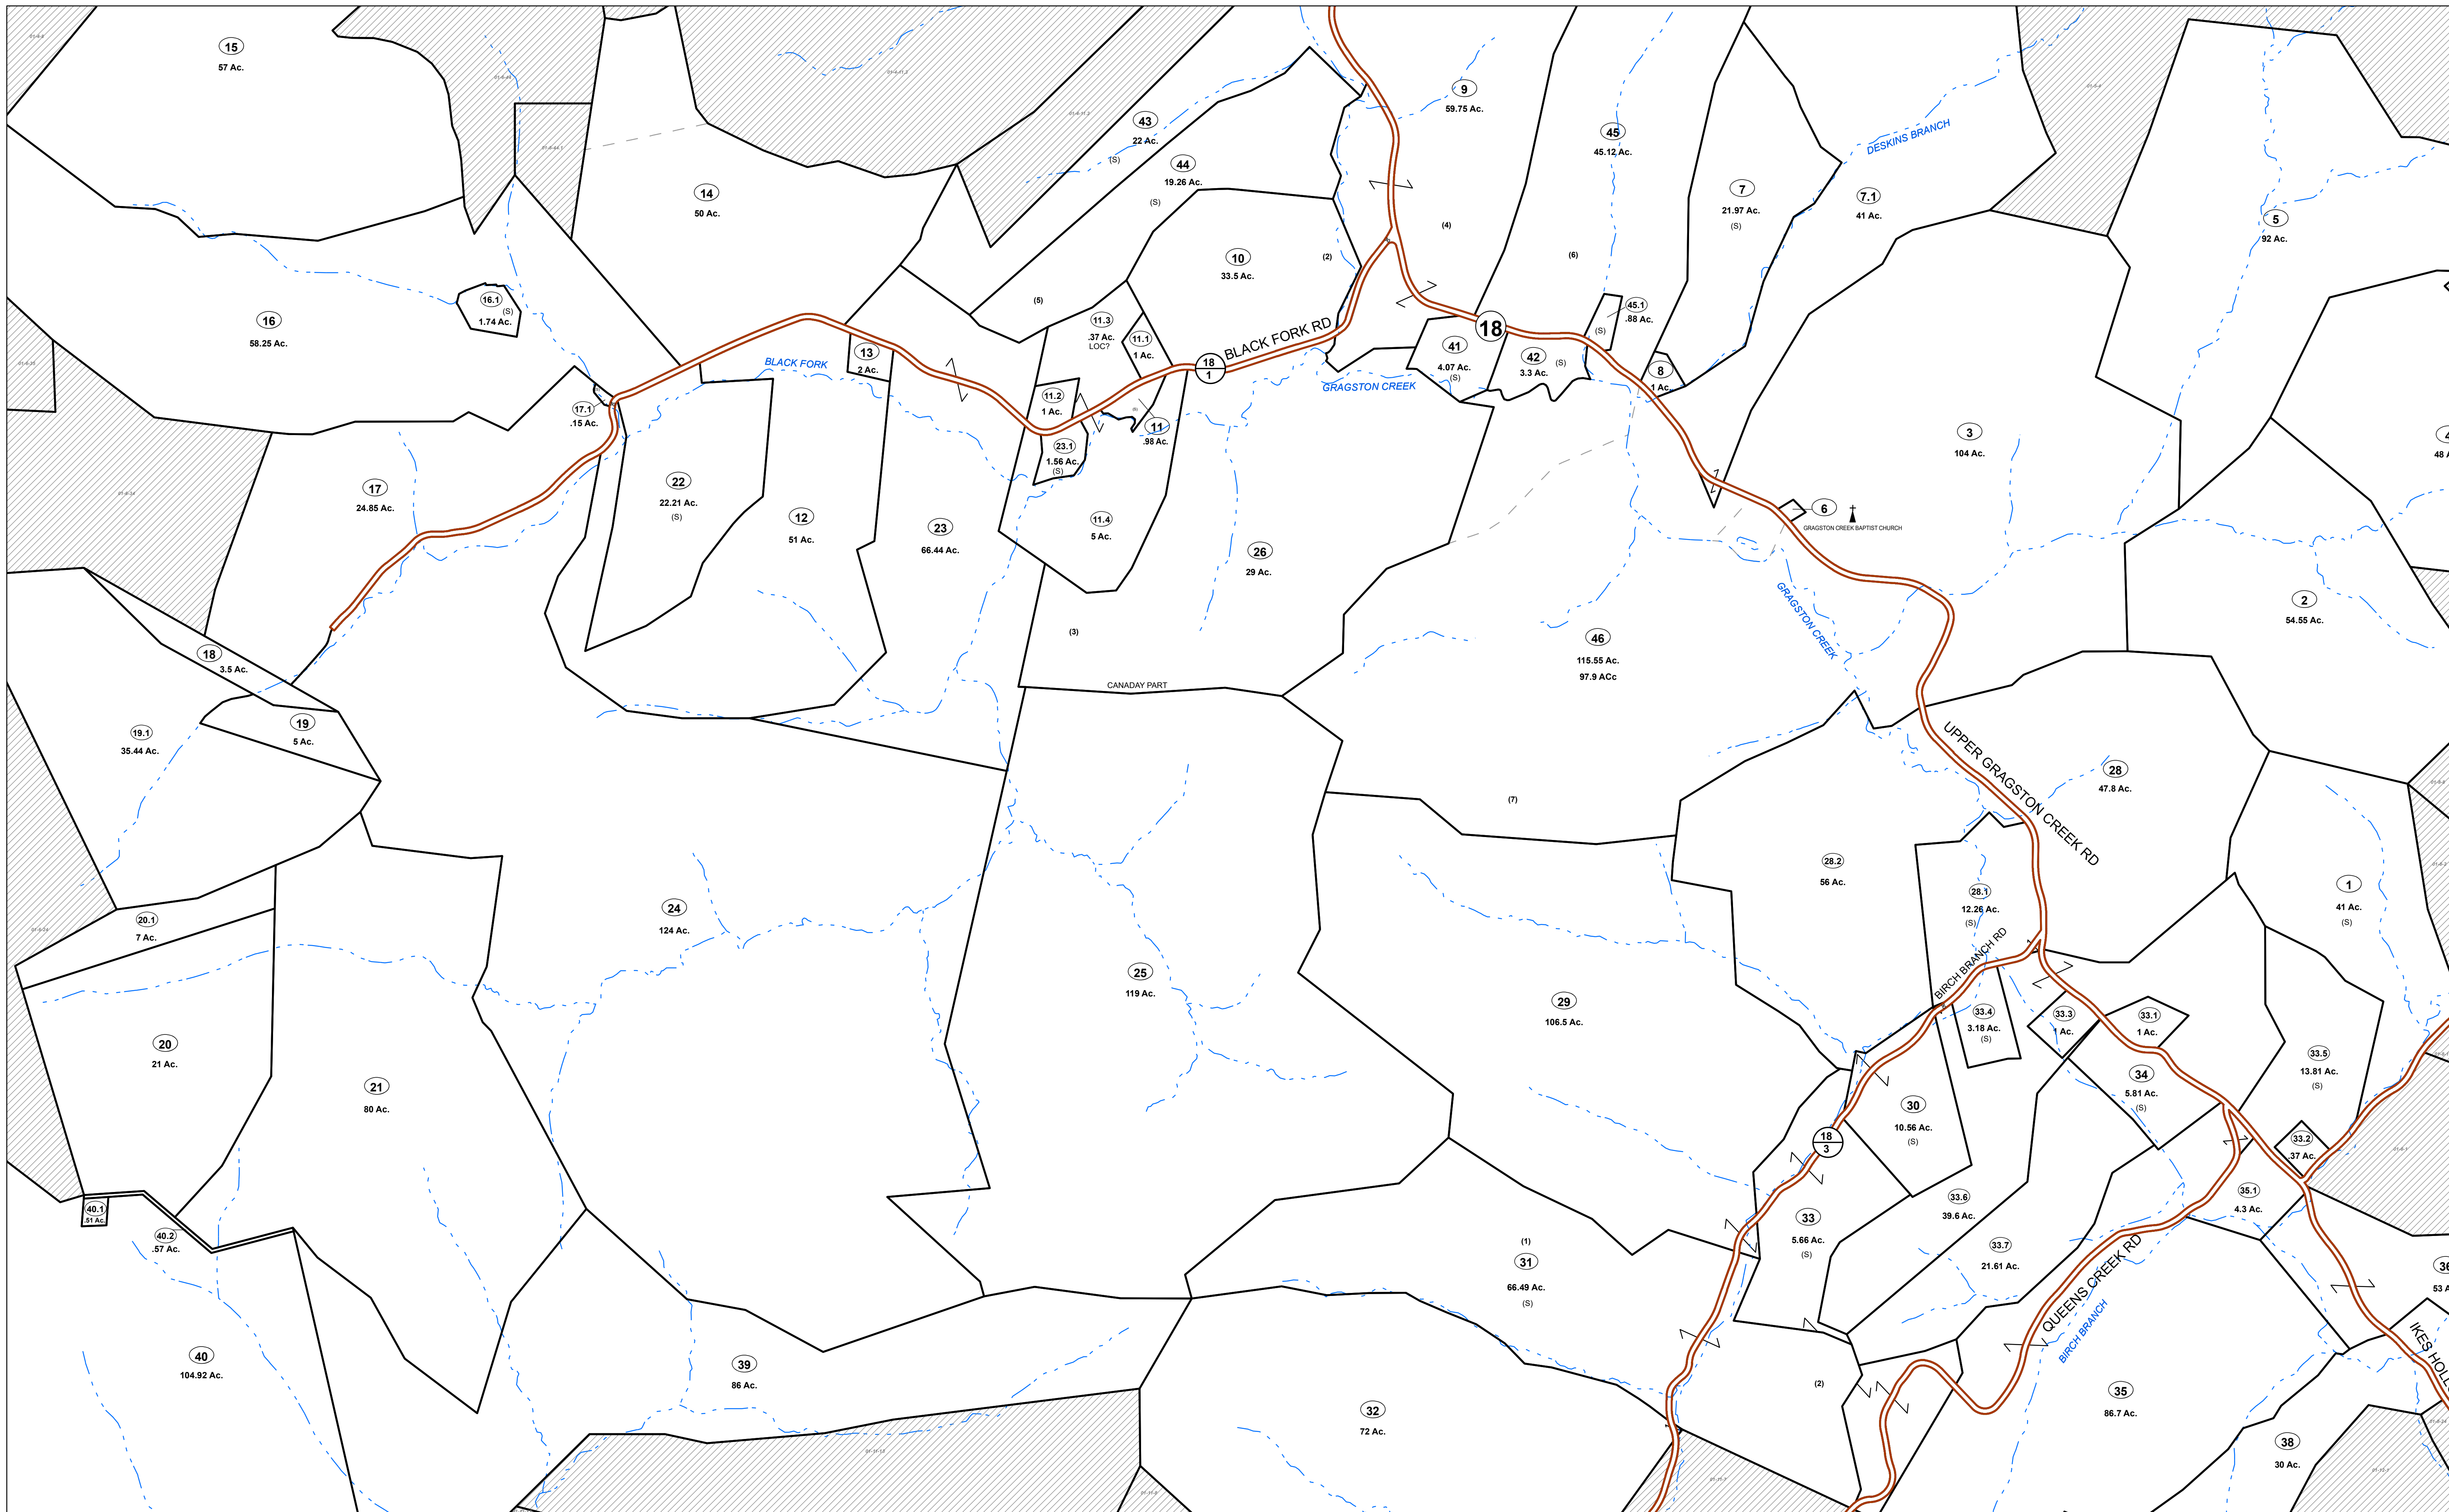 15
57 Ac.
14
50 Ac.
16
58.25 Ac.
16.1
(S)
1.74 Ac.
17.1
.15 Ac.
17
24.85 Ac.
18
3.5 Ac.
19
5 Ac.
19.1
35.44 Ac.
20.1
7 Ac.
20
21 Ac.
21
80 Ac.
40.1
.51 Ac.
40.2
.57 Ac.
40
104.92 Ac.
39
86 Ac.
24
124 Ac.
22
22.21 Ac.
(S)
12
51 Ac.
13
2 Ac.
BLACK FORK
23
66.44 Ac.
43
22 Ac.
(S)
44
19.26 Ac.
(S)
(5)
10
33.5 Ac.
(2)
11.3
.37 Ac.
LOC?
11.1
1 Ac.
11.2
1 Ac.
11
.98 Ac.
23.1
1.56 Ac.
(S)
11.4
5 Ac.
18
1
BLACK FORK RD
GRAGSTON CREEK
26
29 Ac.
(3)
CANADAY PART
25
119 Ac.
9
59.75 Ac.
(4)
45
45.12 Ac.
(6)
18
41
4.07 Ac.
(S)
42
3.3 Ac.
(S)
45.1
.88 Ac.
(S)
7
21.97 Ac.
(S)
8
1 Ac.
DESKINS BRANCH
7.1
41 Ac.
5
92 Ac.
3
104 Ac.
48
6
GRAGSTON CREEK BAPTIST CHURCH
2
54.55 Ac.
GRAGSTON CREEK
46
115.55 Ac.
97.9 ACc
(7)
UPPER GRAGSTON CREEK RD
28
47.8 Ac.
28.2
56 Ac.
28.1
12.26 Ac.
(S)
1
41 Ac.
(S)
BIRCH BRANCH RD
29
106.5 Ac.
33.4
3.18 Ac.
(S)
33.3
1 Ac.
33.1
1 Ac.
34
5.81 Ac.
(S)
33.5
13.81 Ac.
(S)
33.2
.37 Ac.
30
10.56 Ac.
(S)
18
3
33
5.66 Ac.
(S)
33.6
39.6 Ac.
33.7
21.61 Ac.
35.1
4.3 Ac.
(1)
31
66.49 Ac.
(S)
QUEENS CREEK RD
BIRCH BRANCH
36
53
IKES HOLL
(2)
32
72 Ac.
35
86.7 Ac.
38
30 Ac.